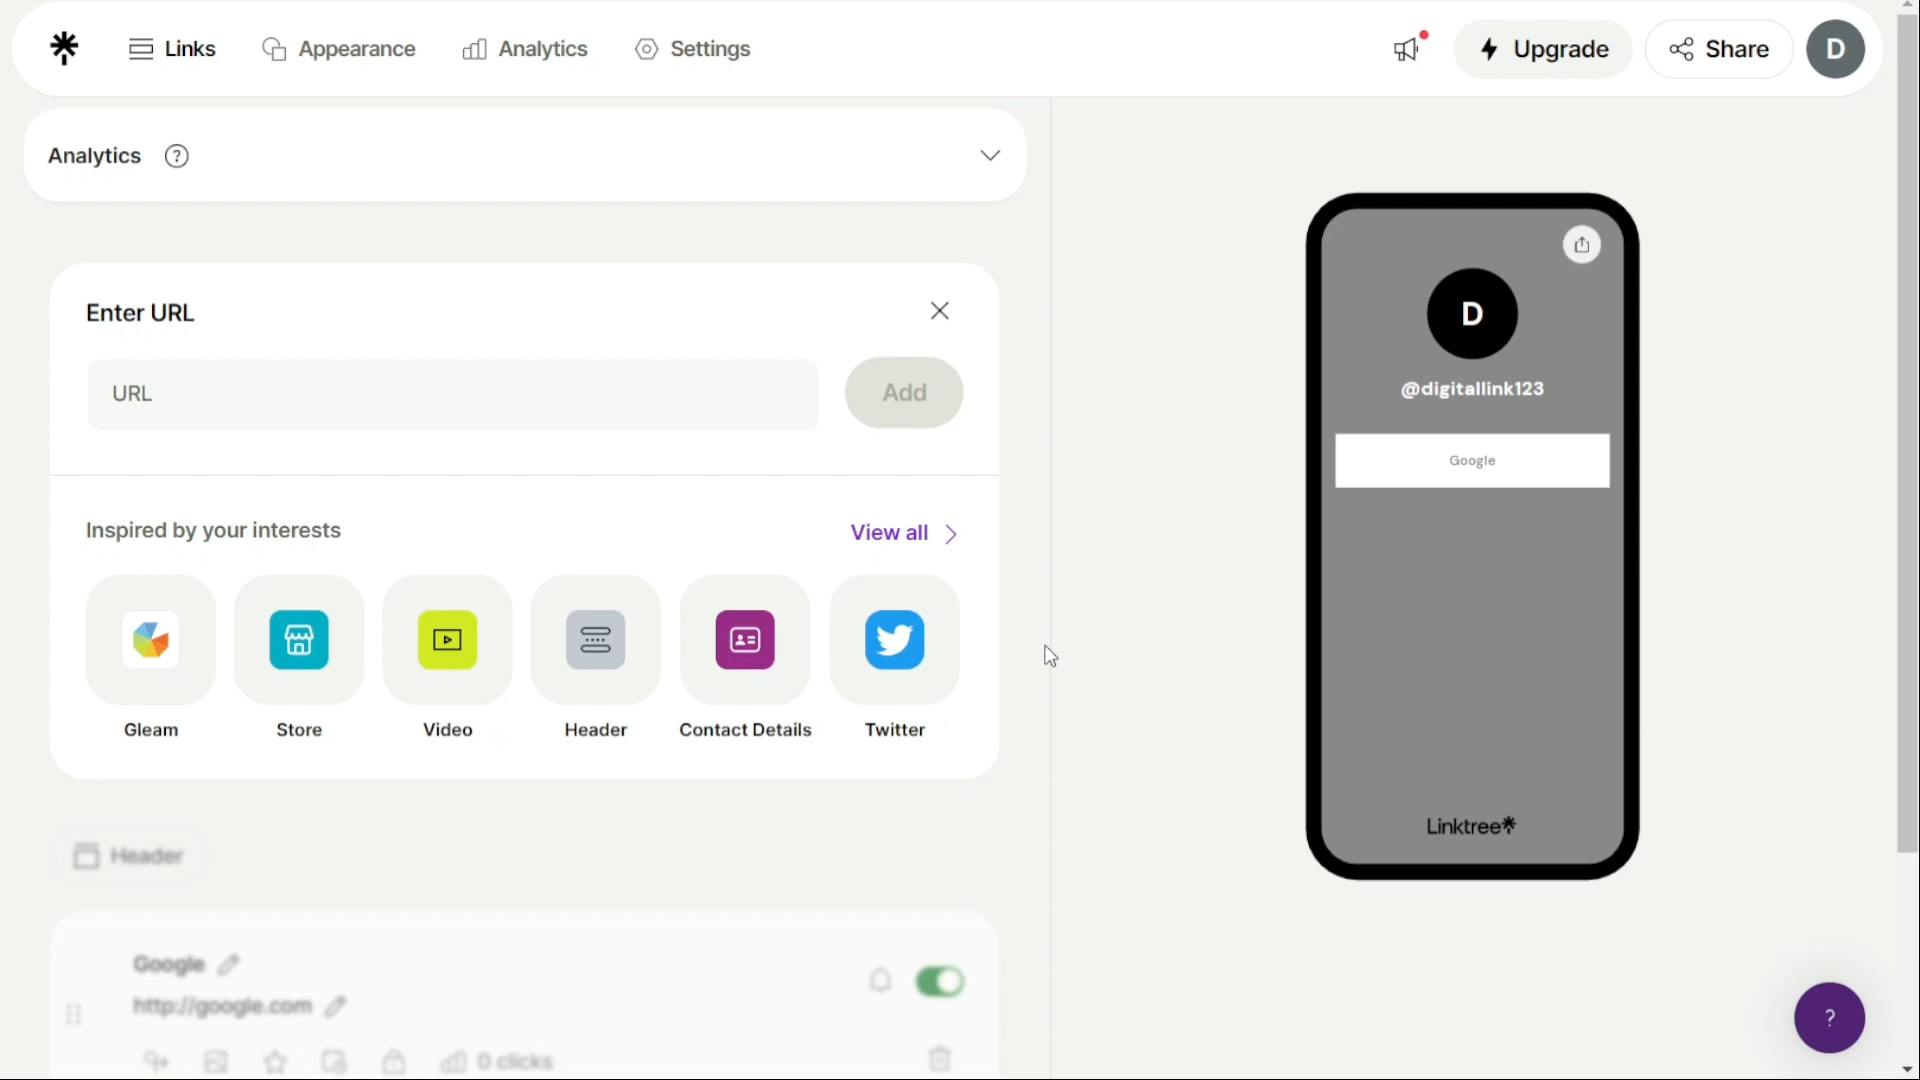 Links
Appearance
Analytics
Settings
Upgrade
Share
D
Analytics ?
Enter URL
URL
Add
Inspired by your interests
View all
Gleam
Store
Video
Header
Contact Details
Twitter
Header
Google
http://google.com
0 clicks
D
@digitallink123
Google
Linktree
?